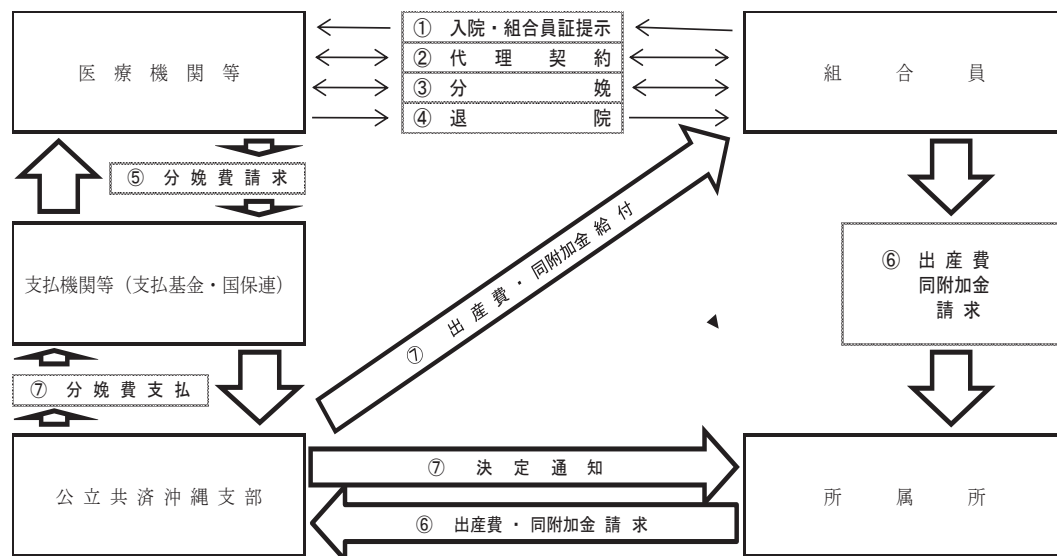 ① 入院・組合員証提示
② 代理契約
③ 分娩
④ 退院
医療機関等
組合員
⑤ 分娩費請求
支払機関等（支払基金・国保連）
⑥ 出産費
同附加金
請求
⑦ 出産費・同附加金給付
⑦ 分娩費支払
公立共済沖縄支部
⑦ 決定通知
⑥ 出産費・同附加金請求
所属所